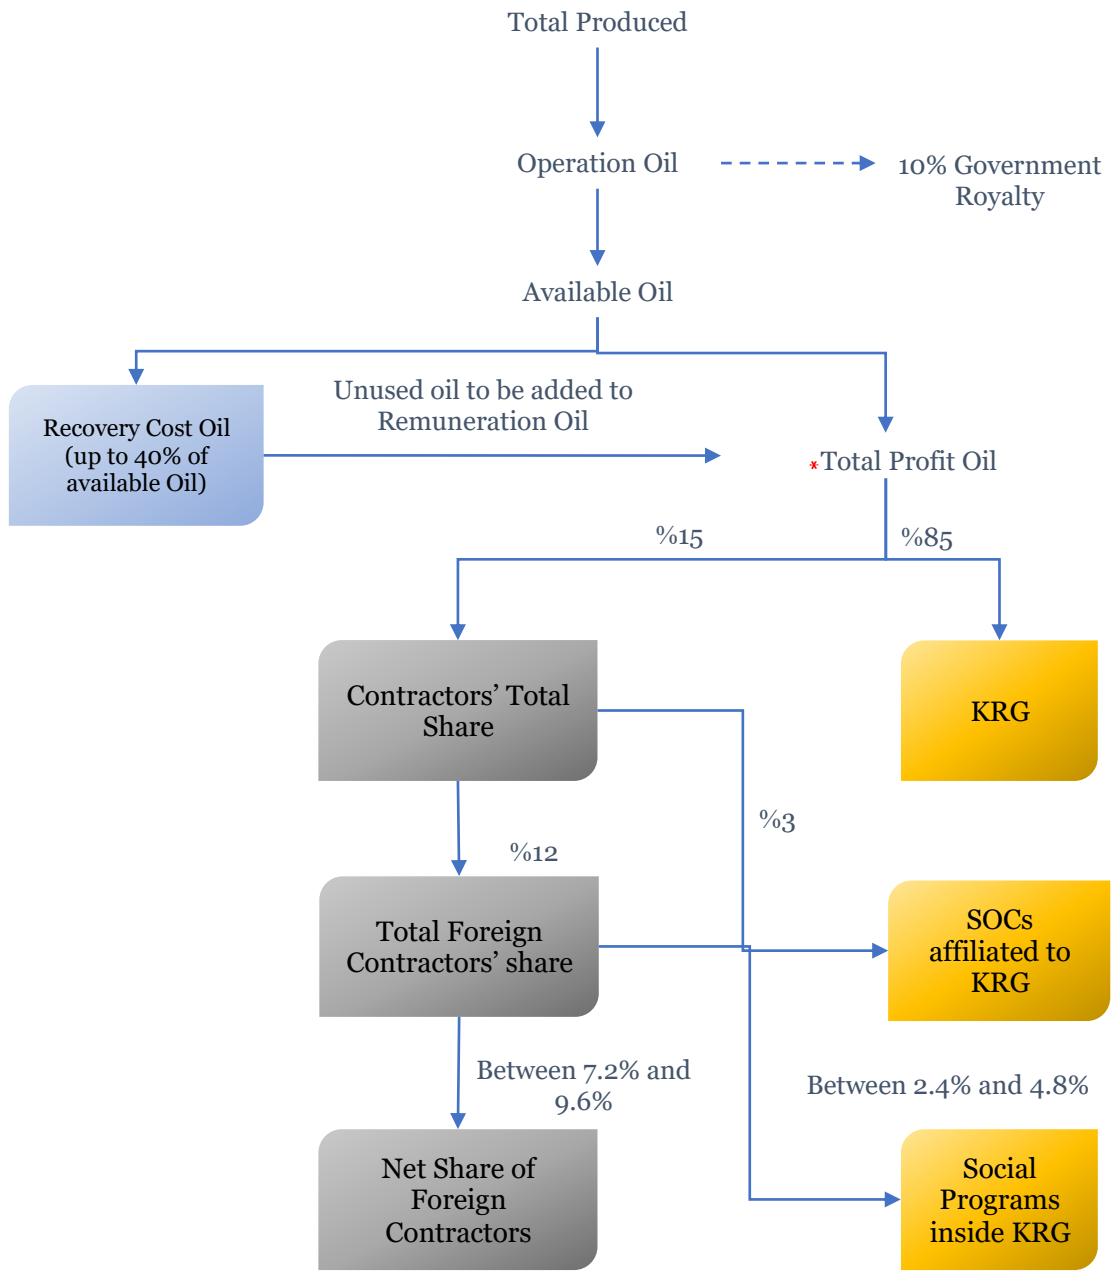 Total Produced
Operation Oil
10% Government
Royalty
Available Oil
Recovery Cost Oil
(up to 40% of
available Oil)
Unused oil to be added to
Remuneration Oil
*Total Profit Oil
%15
%85
Contractors’ Total
Share
KRG
%3
%12
Total Foreign
Contractors’ share
SOCs
affiliated to
KRG
Between 7.2% and
9.6%
Between 2.4% and 4.8%
Net Share of
Foreign
Contractors
Social
Programs
inside KRG